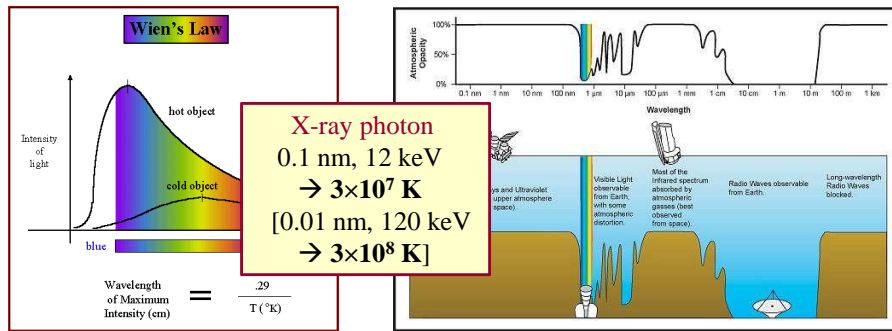 Wien's Law
hot object
Intensity
of
light
cold object
blue
Wavelength
of Maximum
Intensity (cm)
=
.29
T (°K)
X-ray photon
0.1 nm, 12 keV
→ 3×10⁷ K
[0.01 nm, 120 keV
→ 3×10⁸ K]
Atmospheric
Opacity
100%
50%
0%
0.1 nm 1 nm 10 nm 100 nm 1 µm 10 µm 100 µm 1 mm 1 cm 10 cm 1 m. 10 m 100 m 1 km
Wavelength
and Ultraviolet
upper atmosphere
space).
Visible Light
observable
from Earth,
with some
atmospheric
distortion.
Most of the
Infrared spectrum
absorbed by
atmospheric
gasses (best
observed
from space).
Radio Waves observable
from Earth.
Long-wavelength
Radio Waves
blocked.